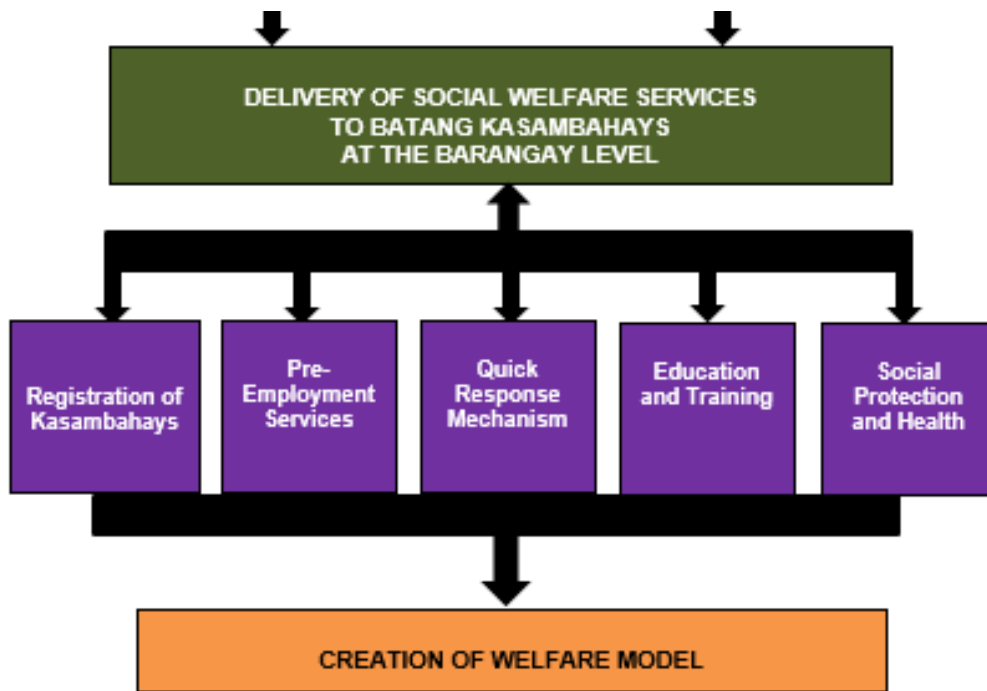 DELIVERY OF SOCIAL WELFARE SERVICES
TO BATANG KASAMBAHAYS
AT THE BARANGAY LEVEL
Registration of
Kasambahays
Pre-
Employment
Services
Quick
Response
Mechanism
Education
and Training
Social
Protection
and Health
CREATION OF WELFARE MODEL